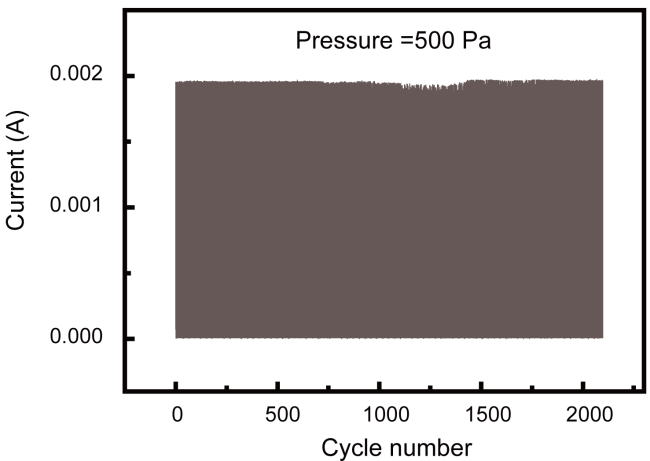 Pressure =500 Pa
0.002
0.001
0.000
Current (A)
0 500 1000 1500 2000
Cycle number